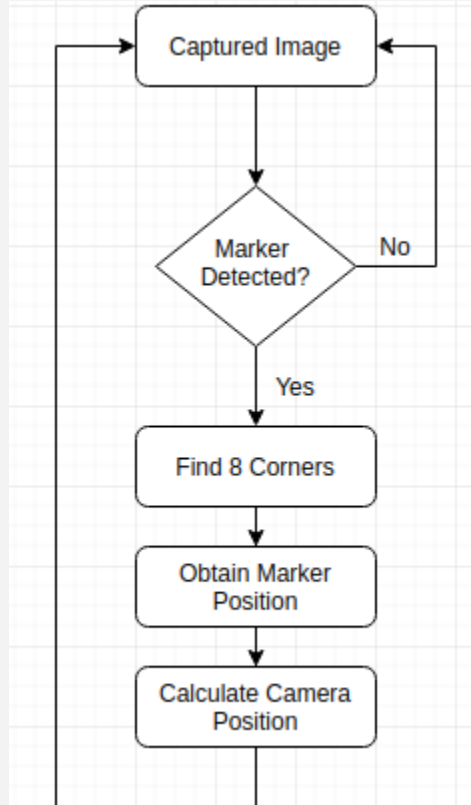 Captured Image
Marker
Detected?
No
Yes
Find 8 Corners
Obtain Marker
Position
Calculate Camera
Position